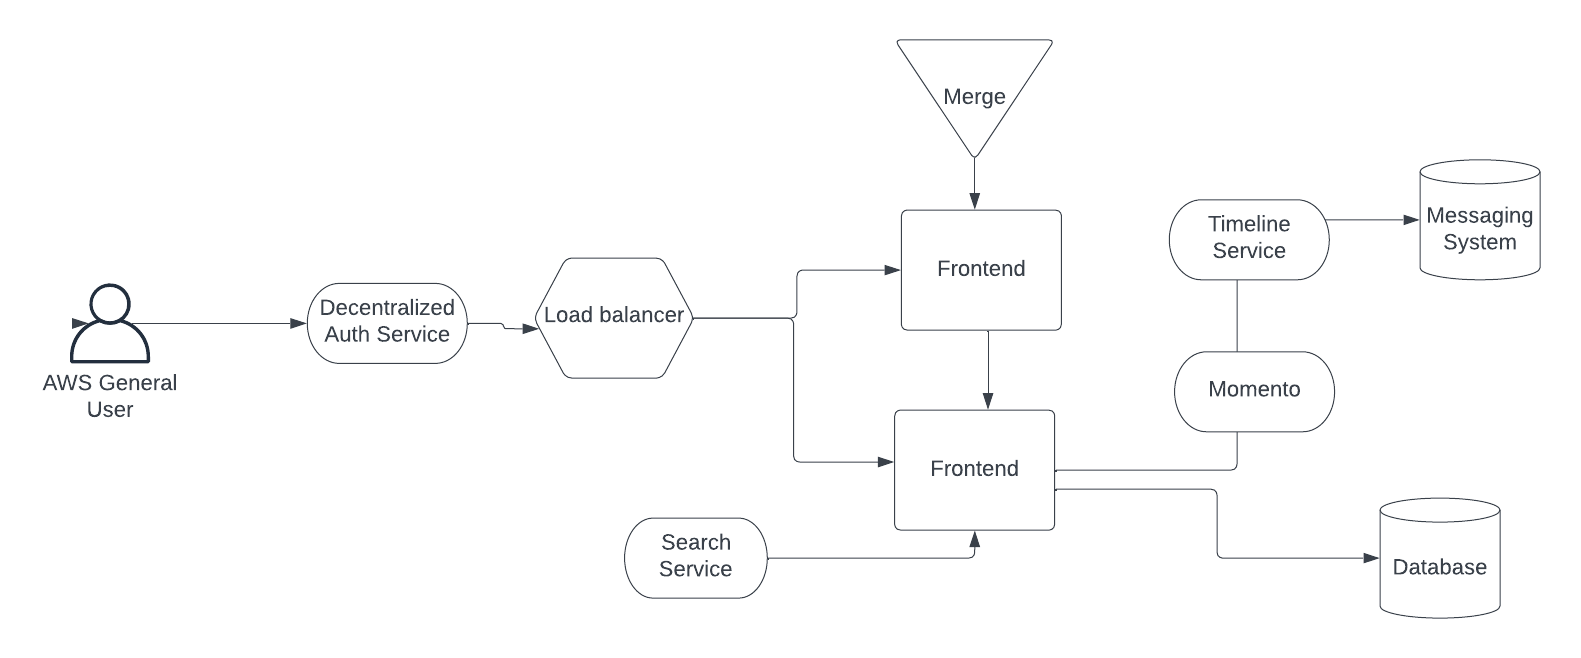 Merge
Messaging
System
Timeline
Service
Frontend
Decentralized
Auth Service
Load balancer
AWS General
User
Momento
Frontend
Search
Service
Database